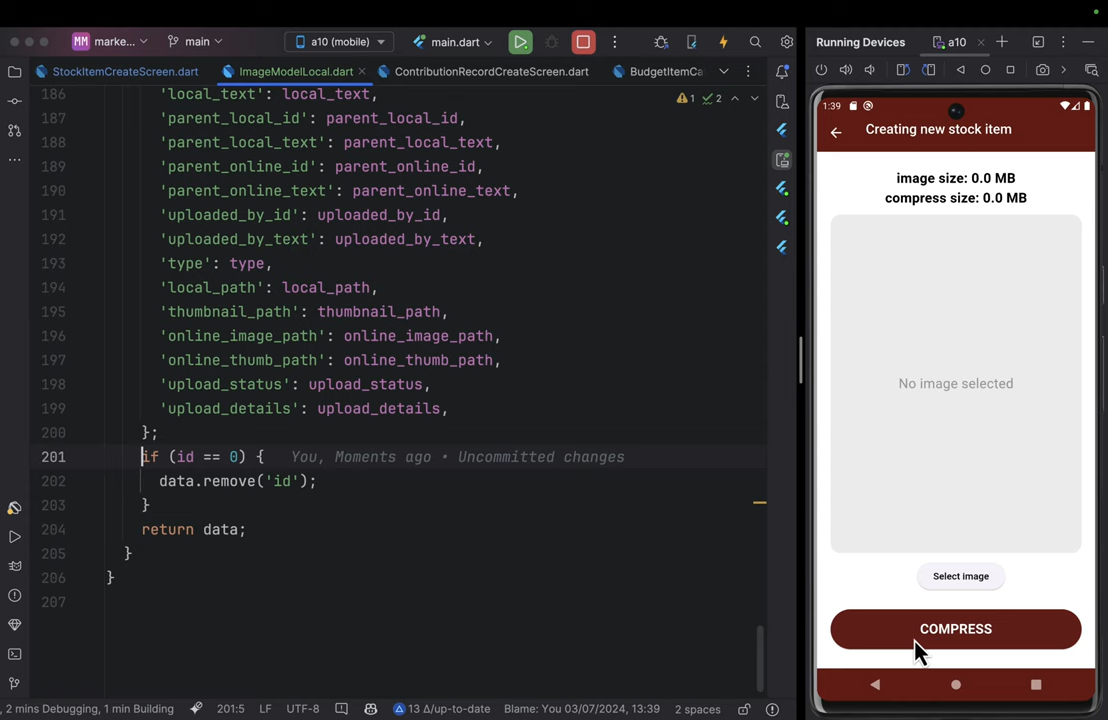 MM marke... main a10 (mobile) main.dart Running Devices a10
StockItemCreateScreen.dart ImageModelLocal.dart ContributionRecordCreateScreen.dart BudgetItemCa
186 'local_text': local_text, 1 2
187 'parent_local_id': parent_local_id,
188 'parent_local_text': parent_local_text,
189 'parent_online_id': parent_online_id,
190 'parent_online_text': parent_online_text,
191 'uploaded_by_id': uploaded_by_id,
192 'uploaded_by_text': uploaded_by_text,
193 'type': type,
194 'local_path': local_path,
195 'thumbnail_path': thumbnail_path,
196 'online_image_path': online_image_path,
197 'online_thumb_path': online_thumb_path,
198 'upload_status': upload_status,
199 'upload_details': upload_details,
200 };
201 if (id == 0) { You, Moments ago • Uncommitted changes
202 data.remove('id');
203 }
204 return data;
205 }
206 }
207
, 2 mins Debugging, 1 min Building 201:5 LF UTF-8 13 Δ/up-to-date Blame: You 03/07/2024, 13:39 2 spaces
1:39
Creating new stock item
image size: 0.0 MB
compress size: 0.0 MB
No image selected
Select image
COMPRESS